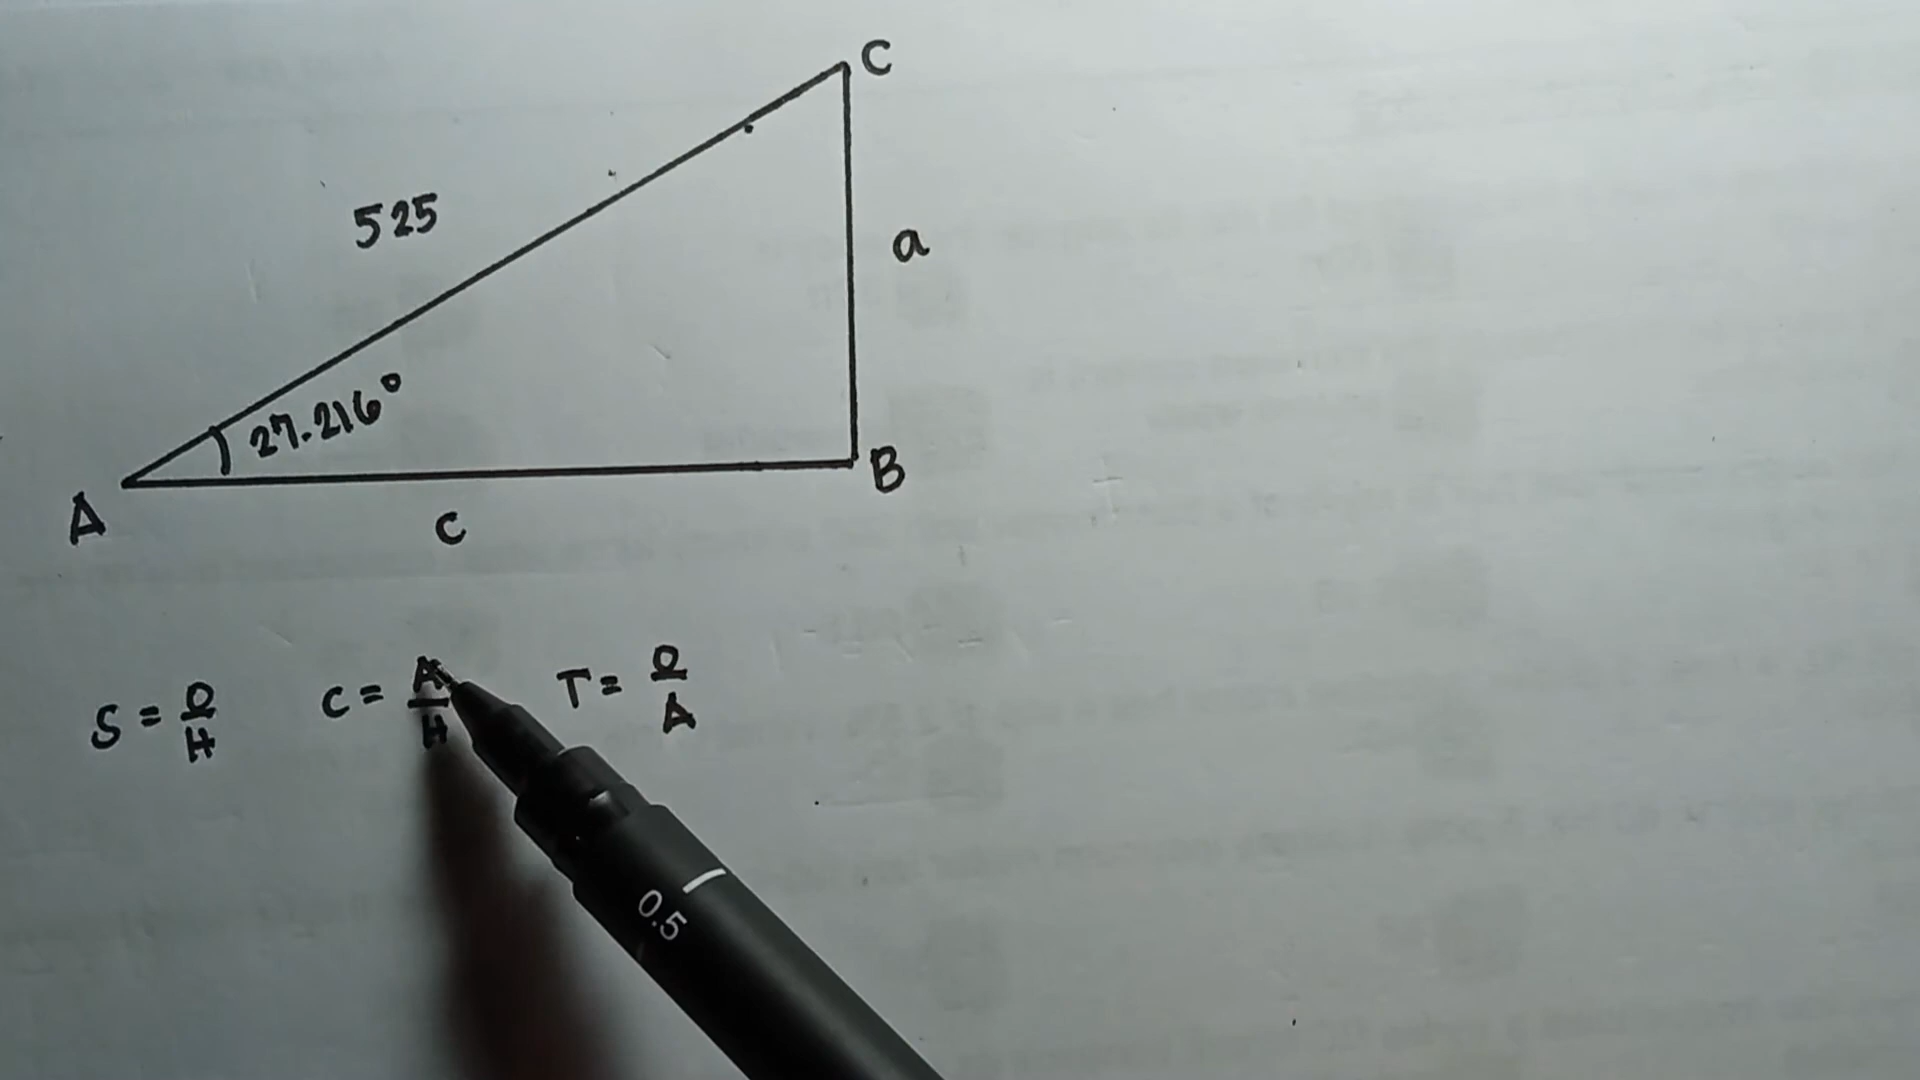 C
525
a
27.216°
A
B
c
S = O/H C = A/H T = O/A
0.5